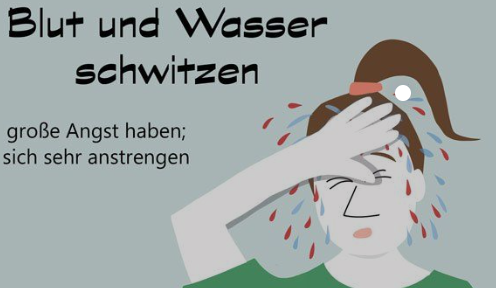 Blut und Wasser
schwitzen
große Angst haben;
sich sehr anstrengen